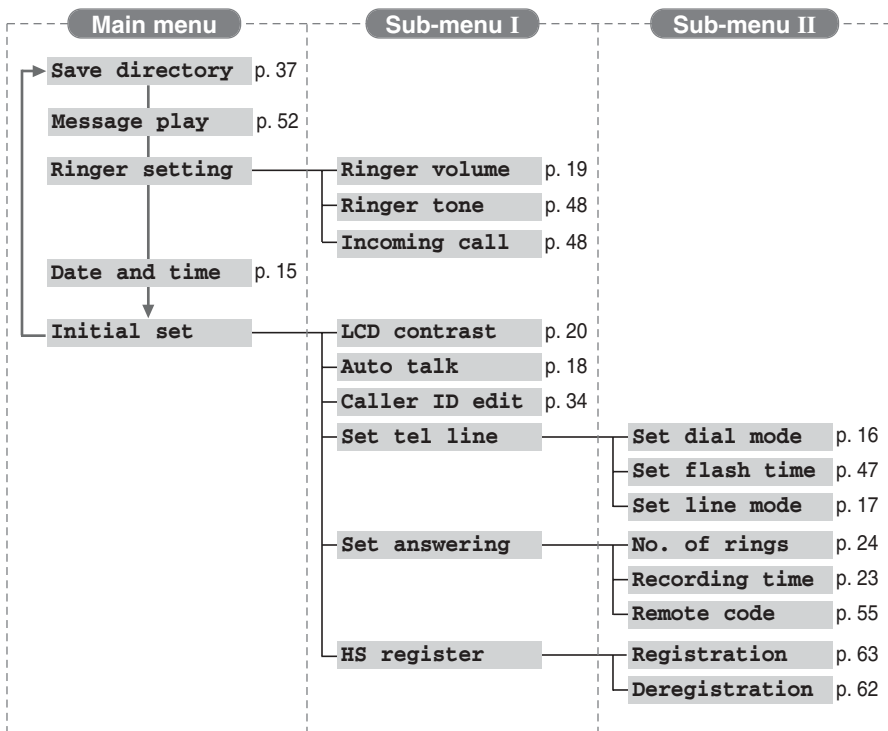 Main menu Sub-menu I Sub-menu II
Save directory p. 37
Message play p. 52
Ringer setting Ringer volume p. 19
Ringer tone p. 48
Incoming call p. 48
Date and time p. 15
Initial set LCD contrast p. 20
Auto talk p. 18
Caller ID edit p. 34
Set tel line Set dial mode p. 16
Set flash time p. 47
Set line mode p. 17
Set answering No. of rings p. 24
Recording time p. 23
Remote code p. 55
HS register Registration p. 63
Deregistration p. 62